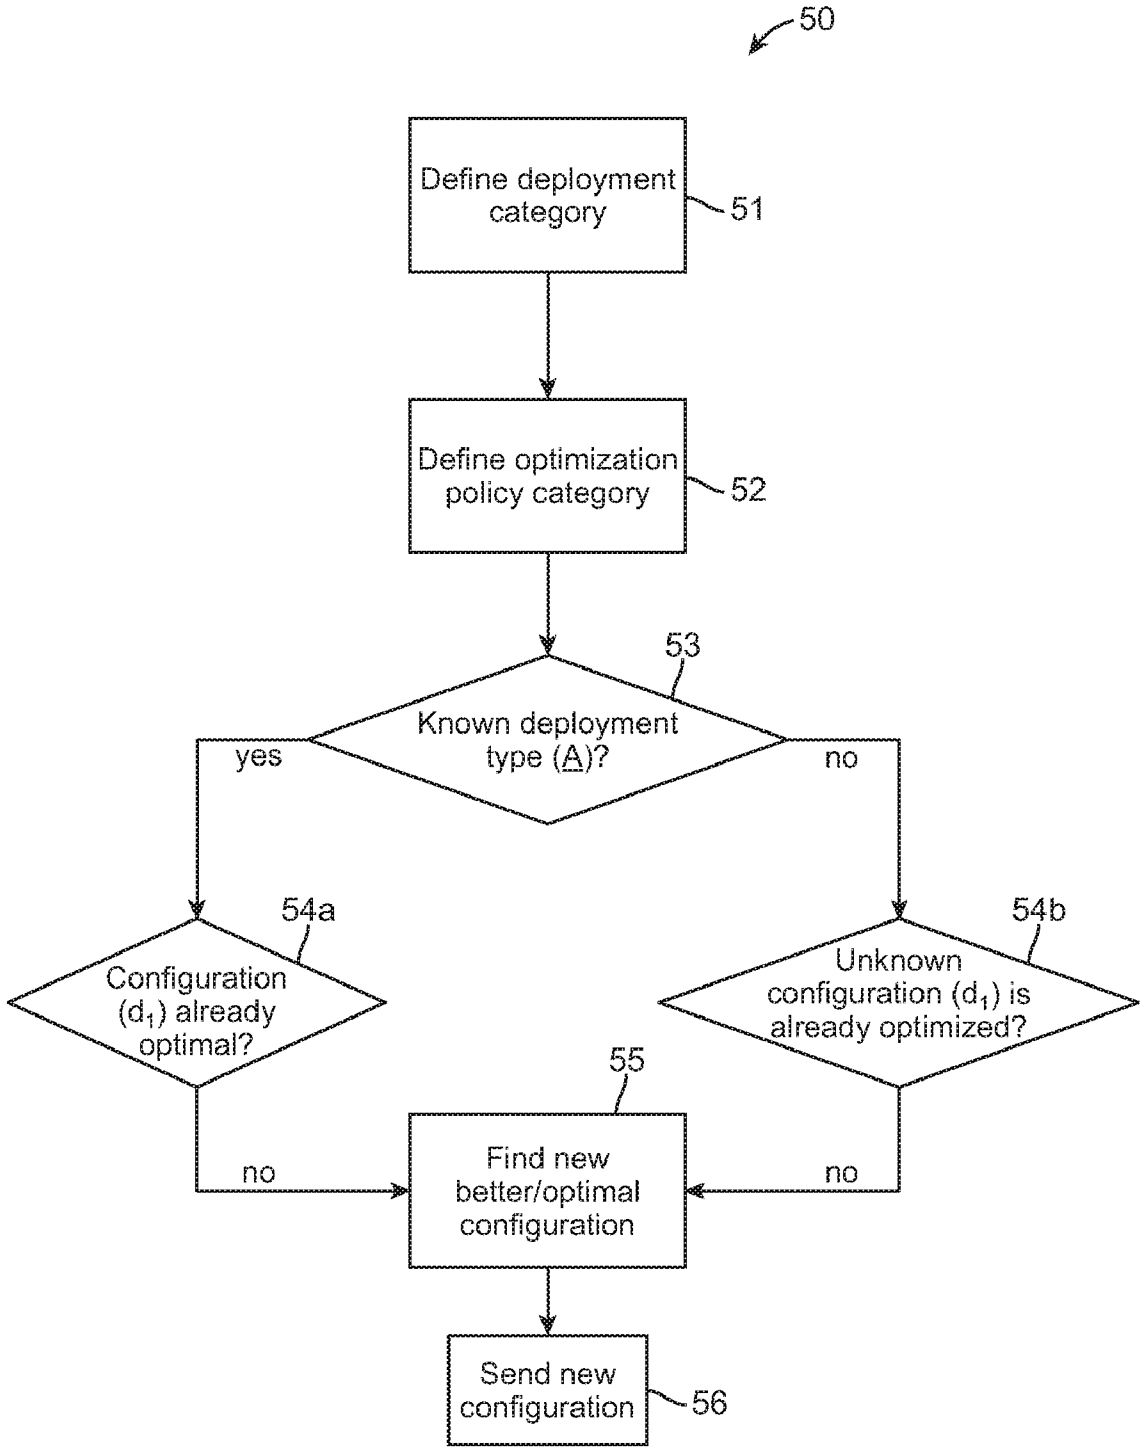 50
Define deployment
category
51
Define optimization
policy category
52
53
Known deployment
type (A)?
yes
no
54a
Configuration
(d₁) already
optimal?
54b
Unknown
configuration (d₁) is
already optimized?
55
Find new
better/optimal
configuration
no
no
Send new
configuration
56